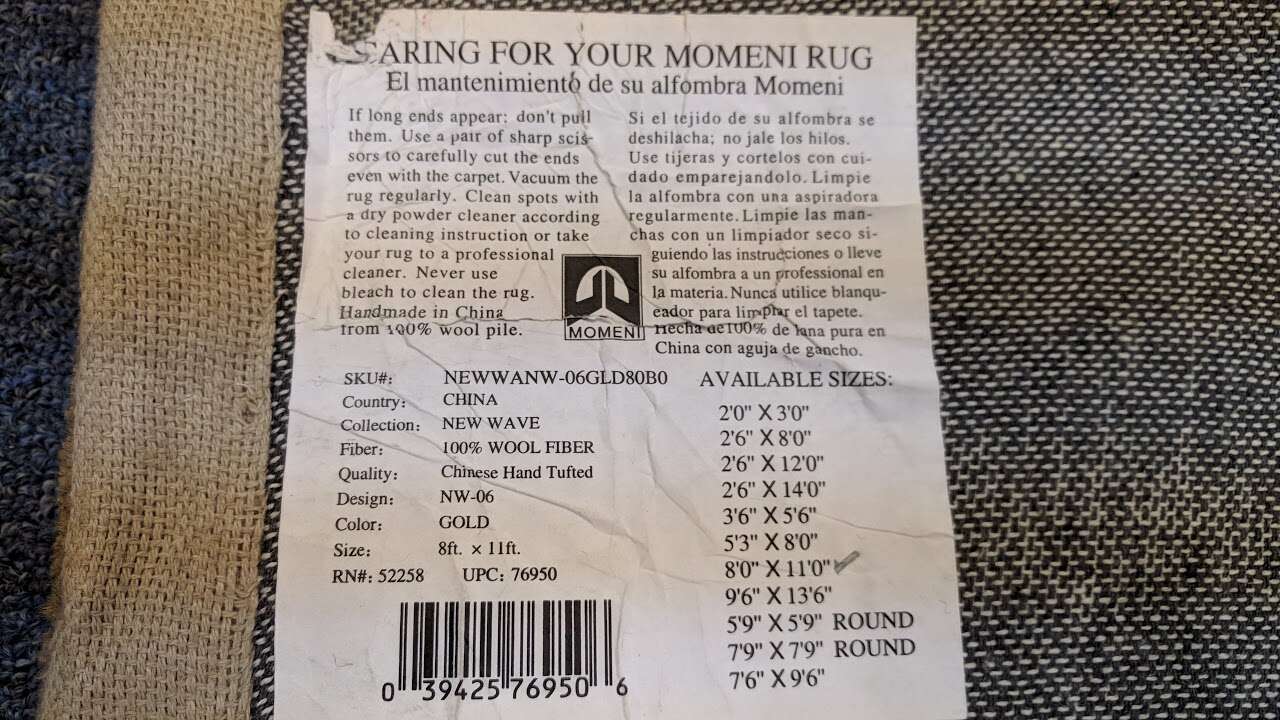 CARING FOR YOUR MOMENI RUG
El mantenimiento de su alfombra Momeni
If long ends appear; don't pull
them. Use a pair of sharp scis-
sors to carefully cut the ends
even with the carpet. Vacuum the
rug regularly. Clean spots with
a dry powder cleaner according
to cleaning instruction or take
your rug to a professional
cleaner. Never use
bleach to clean the rug.
Handmade in China
from 100% wool pile.
Si el tejido de su alfombra se
deshilacha; no jale los hilos.
Use tijeras y cortelos con cui-
dado emparejandolo. Limpie
la alfombra con una aspiradora
regularmente. Limpie las man-
chas con un limpiador seco si-
guiendo las instrucciones o lleve
su alfombra a un professional en
la materia. Nunca utilice blanqu-
eador para limpiar el tapete.
Hecha de 100% de lana pura en
China con aguja de gancho.
MOMENI
SKU#: NEWWANW-06GLD80B0
Country: CHINA
Collection: NEW WAVE
Fiber: 100% WOOL FIBER
Quality: Chinese Hand Tufted
Design: NW-06
Color: GOLD
Size: 8ft. × 11ft.
RN#: 52258 UPC: 76950
0 39425 76950 6
AVAILABLE SIZES:
2'0" X 3'0"
2'6" X 8'0"
2'6" X 12'0"
2'6" X 14'0"
3'6" X 5'6"
5'3" X 8'0"
8'0" X 11'0" ✓
9'6" X 13'6"
5'9" X 5'9" ROUND
7'9" X 7'9" ROUND
7'6" X 9'6"